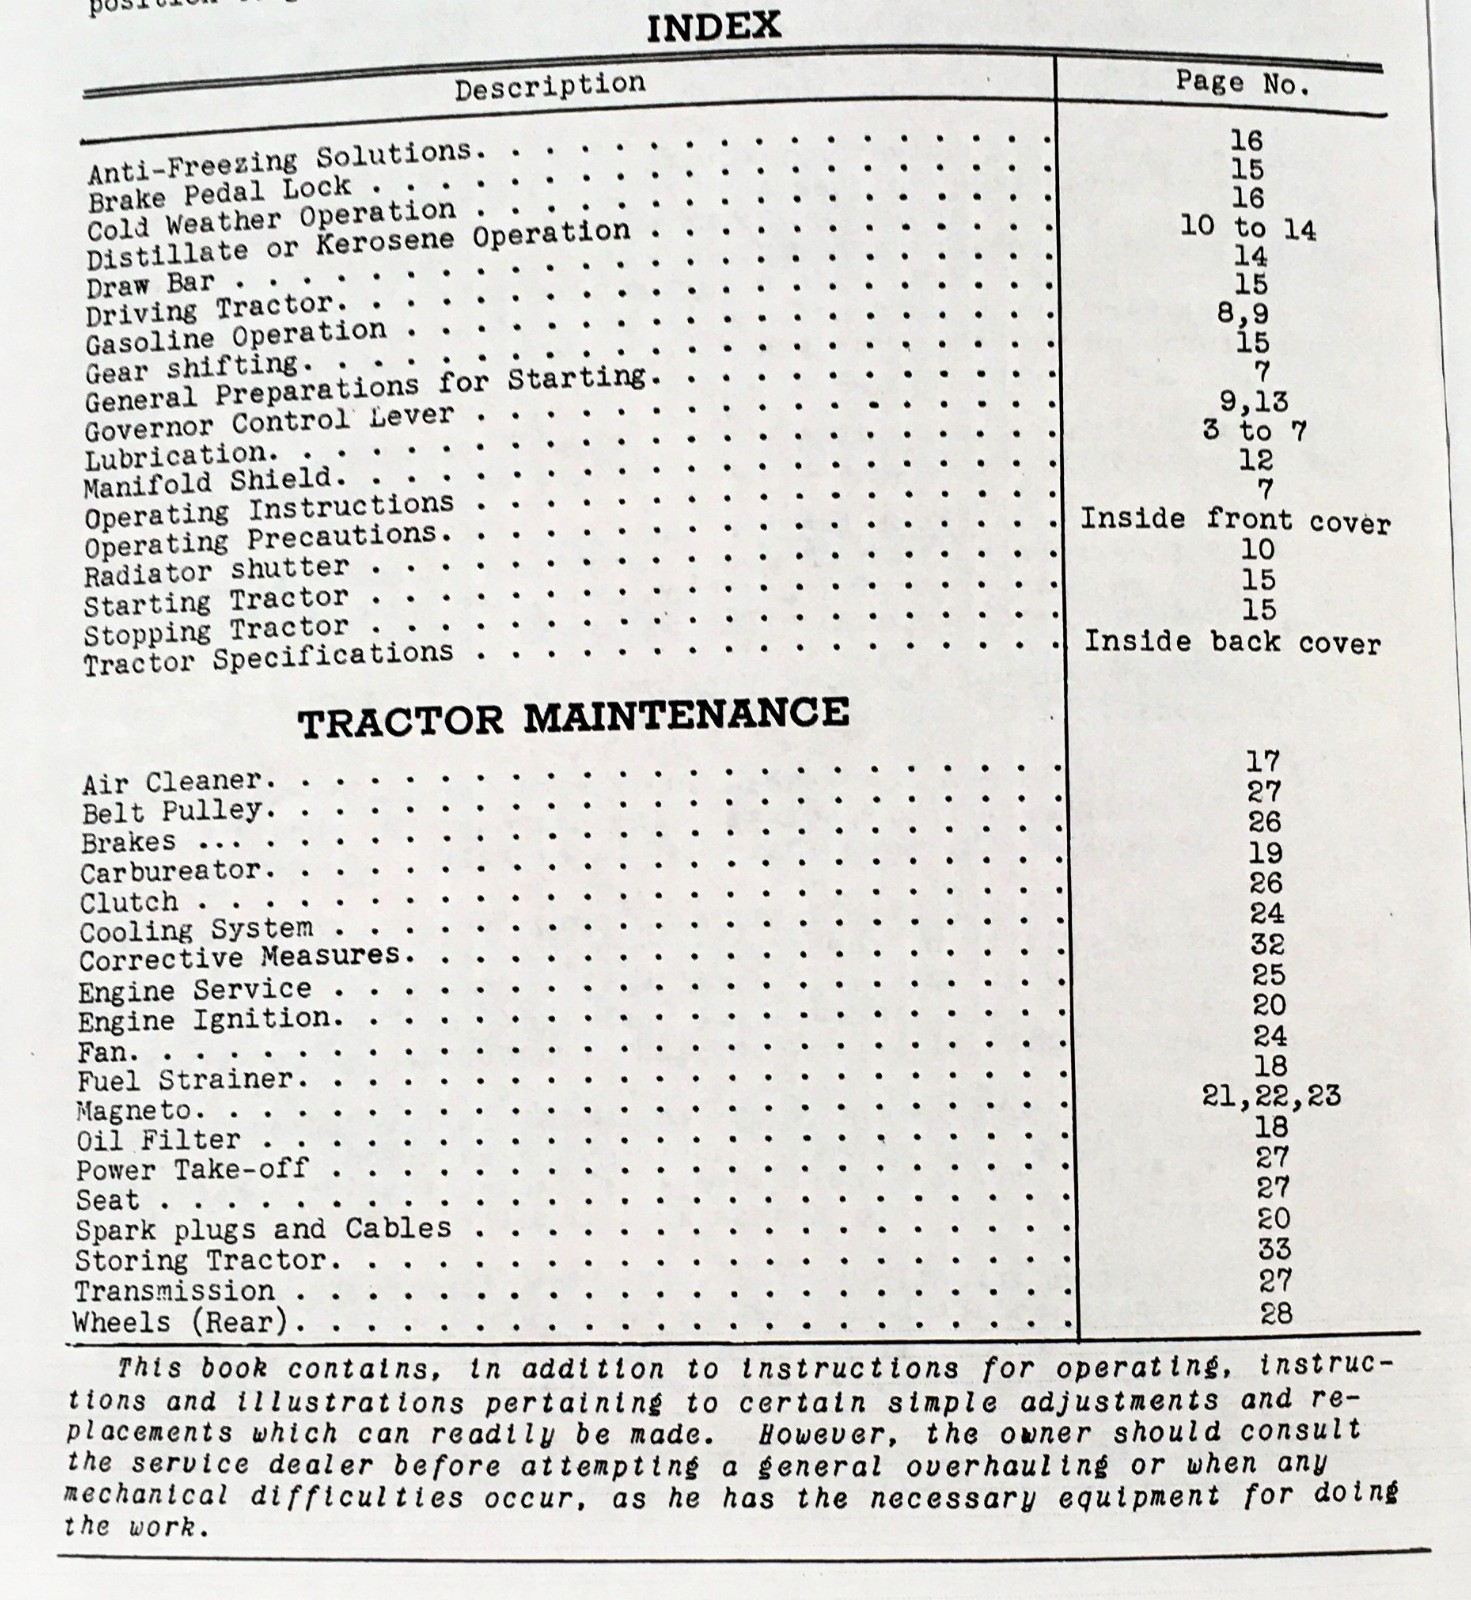 INDEX
Description Page No.
Anti-Freezing Solutions. . . . . . . . . . . . . . . . . 16
Brake Pedal Lock . . . . . . . . . . . . . . . . . . . . 15
Cold Weather Operation . . . . . . . . . . . . . . . . . 16
Distillate or Kerosene Operation . . . . . . . . . . . . 10 to 14
Draw Bar . . . . . . . . . . . . . . . . . . . . . . . . 14
Driving Tractor. . . . . . . . . . . . . . . . . . . . . 15
Gasoline Operation . . . . . . . . . . . . . . . . . . . 8,9
Gear shifting. . . . . . . . . . . . . . . . . . . . . . 15
General Preparations for Starting. . . . . . . . . . . . 7
Governor Control Lever . . . . . . . . . . . . . . . . . 9,13
Lubrication. . . . . . . . . . . . . . . . . . . . . . . 3 to 7
Manifold Shield. . . . . . . . . . . . . . . . . . . . . 12
Operating Instructions . . . . . . . . . . . . . . . . . 7
Operating Precautions. . . . . . . . . . . . . . . . . . Inside front cover
Radiator shutter . . . . . . . . . . . . . . . . . . . . 10
Starting Tractor . . . . . . . . . . . . . . . . . . . . 15
Stopping Tractor . . . . . . . . . . . . . . . . . . . . 15
Tractor Specifications . . . . . . . . . . . . . . . . . Inside back cover
TRACTOR MAINTENANCE
Air Cleaner. . . . . . . . . . . . . . . . . . . . . . . 17
Belt Pulley. . . . . . . . . . . . . . . . . . . . . . . 27
Brakes ... . . . . . . . . . . . . . . . . . . . . . . . 26
Carbureator. . . . . . . . . . . . . . . . . . . . . . . 19
Clutch . . . . . . . . . . . . . . . . . . . . . . . . . 26
Cooling System . . . . . . . . . . . . . . . . . . . . . 24
Corrective Measures. . . . . . . . . . . . . . . . . . . 32
Engine Service . . . . . . . . . . . . . . . . . . . . . 25
Engine Ignition. . . . . . . . . . . . . . . . . . . . . 20
Fan. . . . . . . . . . . . . . . . . . . . . . . . . . . 24
Fuel Strainer. . . . . . . . . . . . . . . . . . . . . . 18
Magneto. . . . . . . . . . . . . . . . . . . . . . . . . 21,22,23
Oil Filter . . . . . . . . . . . . . . . . . . . . . . . 18
Power Take-off . . . . . . . . . . . . . . . . . . . . . 27
Seat . . . . . . . . . . . . . . . . . . . . . . . . . . 27
Spark plugs and Cables . . . . . . . . . . . . . . . . . 20
Storing Tractor. . . . . . . . . . . . . . . . . . . . . 33
Transmission . . . . . . . . . . . . . . . . . . . . . . 27
Wheels (Rear). . . . . . . . . . . . . . . . . . . . . . 28
This book contains, in addition to instructions for operating, instruc-
tions and illustrations pertaining to certain simple adjustments and re-
placements which can readily be made. However, the owner should consult
the service dealer before attempting a general overhauling or when any
mechanical difficulties occur, as he has the necessary equipment for doing
the work.